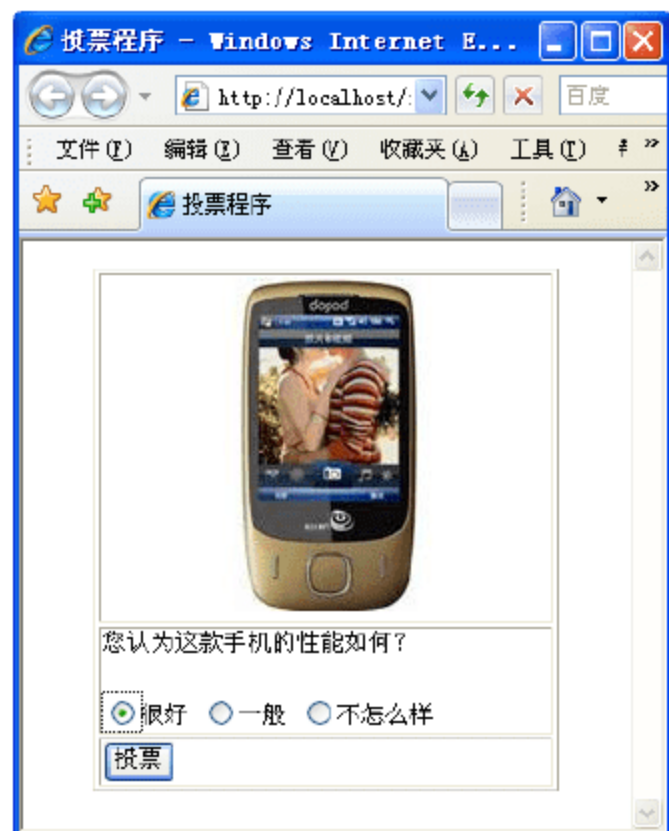 投票程序 - Windows Internet E...
http://localhost/: 百度
文件(F) 编辑(E) 查看(V) 收藏夹(A) 工具(T) »
投票程序 »
dopod
您认为这款手机的性能如何？
很好 一般 不怎么样
投票